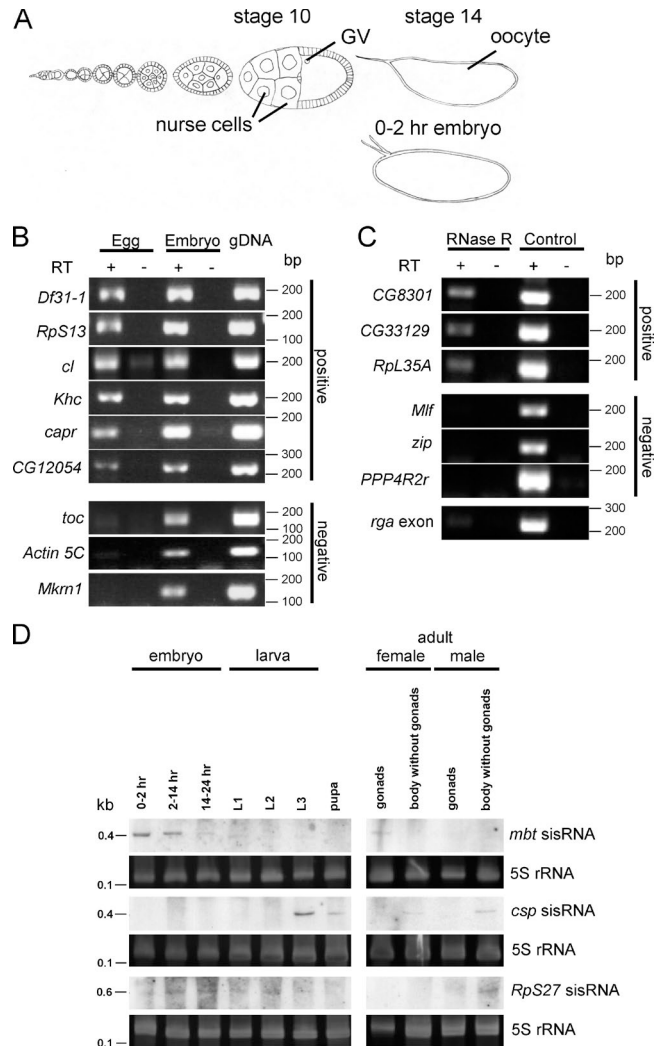 A
stage 10
stage 14
GV
oocyte
nurse cells
0-2 hr embryo
B
Egg Embryo gDNA
RT + - + - bp
Df31-1 200
RpS13 200
100
cl 200
Khc 200
capr 200
CG12054 300
200
positive
toc 200
100
Actin 5C 200
100
Mkrn1 200
100
negative
C
RNase R Control
RT + - + - bp
CG8301 200
CG33129 200
RpL35A 200
positive
Mlf 200
zip 200
PPP4R2r 200
negative
rga exon 300
200
D
adult
embryo larva female male
0-2 hr 2-14 hr 14-24 hr L1 L2 L3 pupa gonads body without gonads gonads body without gonads
kb
0.4 mbt sisRNA
0.1 5S rRNA
0.4 csp sisRNA
0.1 5S rRNA
0.6 RpS27 sisRNA
0.1 5S rRNA